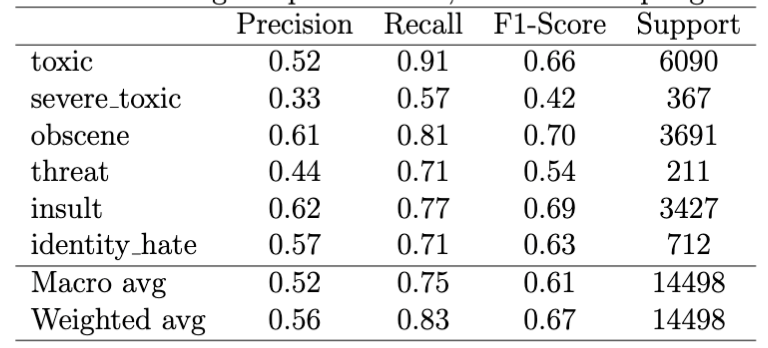 Precision Recall F1-Score Support
toxic 0.52 0.91 0.66 6090
severe_toxic 0.33 0.57 0.42 367
obscene 0.61 0.81 0.70 3691
threat 0.44 0.71 0.54 211
insult 0.62 0.77 0.69 3427
identity_hate 0.57 0.71 0.63 712
Macro avg 0.52 0.75 0.61 14498
Weighted avg 0.56 0.83 0.67 14498